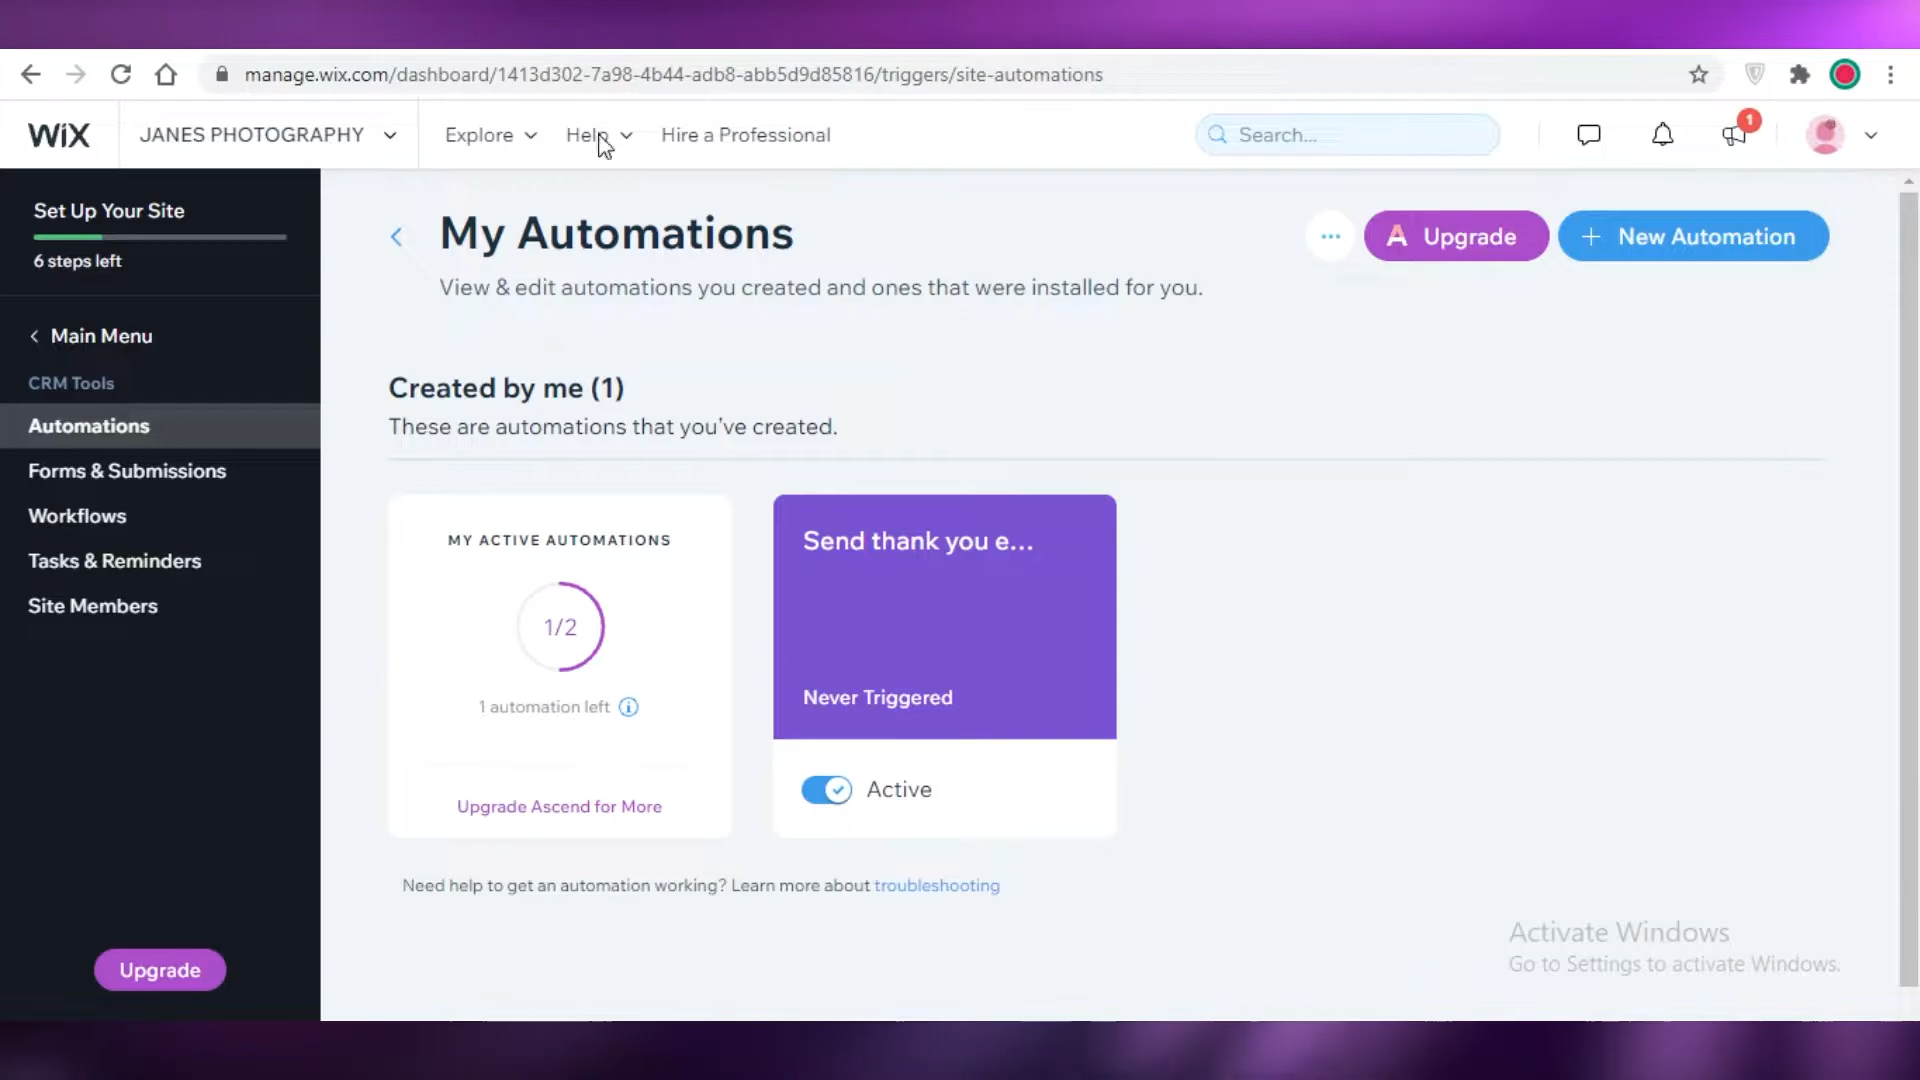 manage.wix.com/dashboard/1413d302-7a98-4b44-adb8-abb5d9d85816/triggers/site-automations
WiX
JANES PHOTOGRAPHY
Explore
Help
Hire a Professional
Search...
1
Set Up Your Site
6 steps left
Main Menu
CRM Tools
Automations
Forms & Submissions
Workflows
Tasks & Reminders
Site Members
Upgrade
My Automations
View & edit automations you created and ones that were installed for you.
A Upgrade
+ New Automation
Created by me (1)
These are automations that you've created.
MY ACTIVE AUTOMATIONS
1/2
1 automation left
Upgrade Ascend for More
Send thank you e...
Never Triggered
Active
Need help to get an automation working? Learn more about troubleshooting
Activate Windows
Go to Settings to activate Windows.